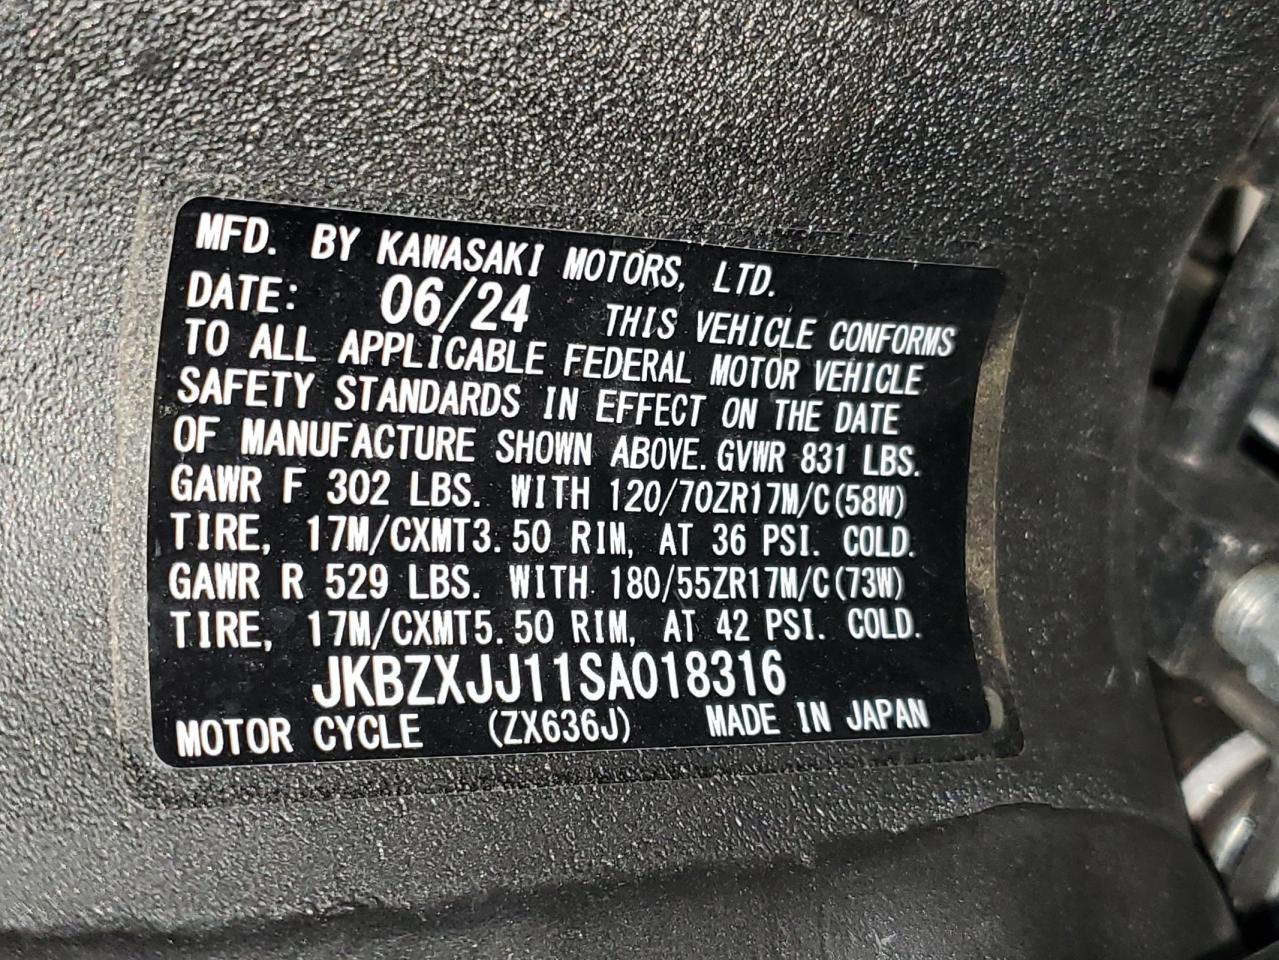 MFD. BY KAWASAKI MOTORS, LTD.
DATE: 06/24 THIS VEHICLE CONFORMS
TO ALL APPLICABLE FEDERAL MOTOR VEHICLE
SAFETY STANDARDS IN EFFECT ON THE DATE
OF MANUFACTURE SHOWN ABOVE. GVWR 831 LBS.
GAWR F 302 LBS. WITH 120/70ZR17M/C(58W)
TIRE, 17M/CXMT3.50 RIM, AT 36 PSI. COLD.
GAWR R 529 LBS. WITH 180/55ZR17M/C(73W)
TIRE, 17M/CXMT5.50 RIM, AT 42 PSI. COLD.
JKBZXJJ11SA018316
MOTOR CYCLE (ZX636J) MADE IN JAPAN